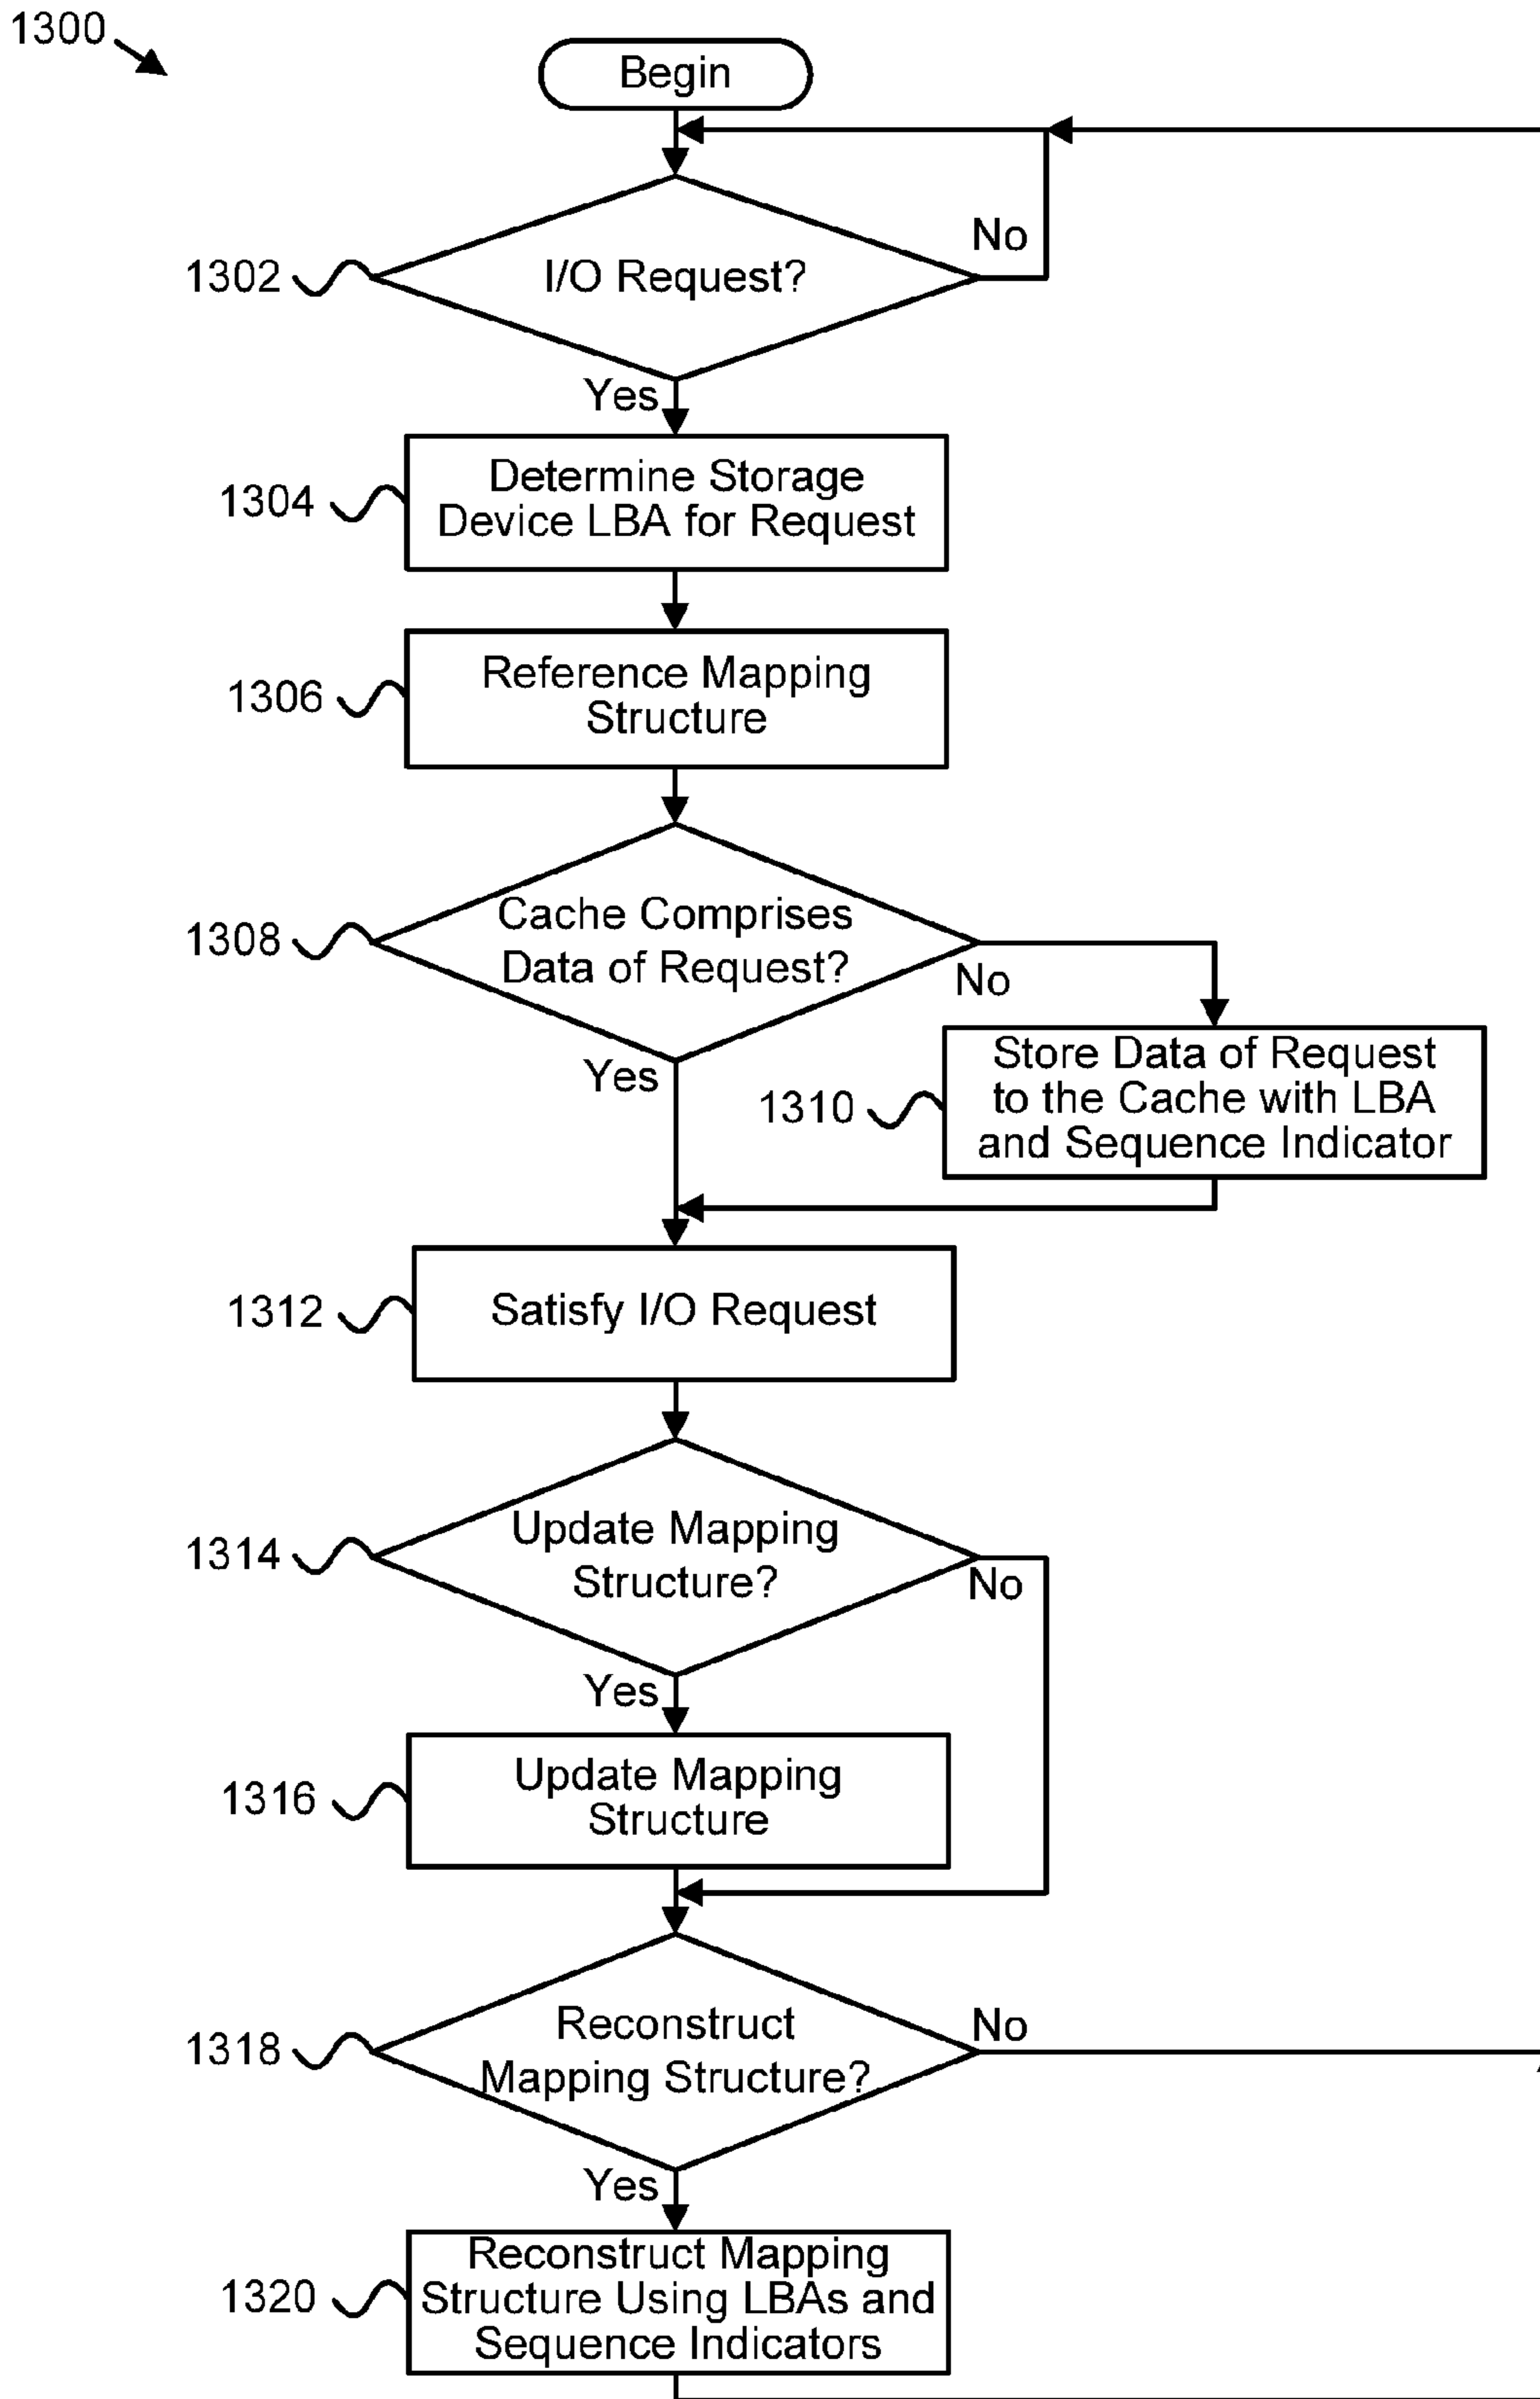 1300
Begin
No
1302
I/O Request?
Yes
1304
Determine Storage
Device LBA for Request
1306
Reference Mapping
Structure
1308
Cache Comprises
Data of Request?
No
Yes
1310
Store Data of Request
to the Cache with LBA
and Sequence Indicator
1312
Satisfy I/O Request
1314
Update Mapping
Structure?
No
Yes
1316
Update Mapping
Structure
1318
Reconstruct
Mapping Structure?
No
Yes
1320
Reconstruct Mapping
Structure Using LBAs and
Sequence Indicators